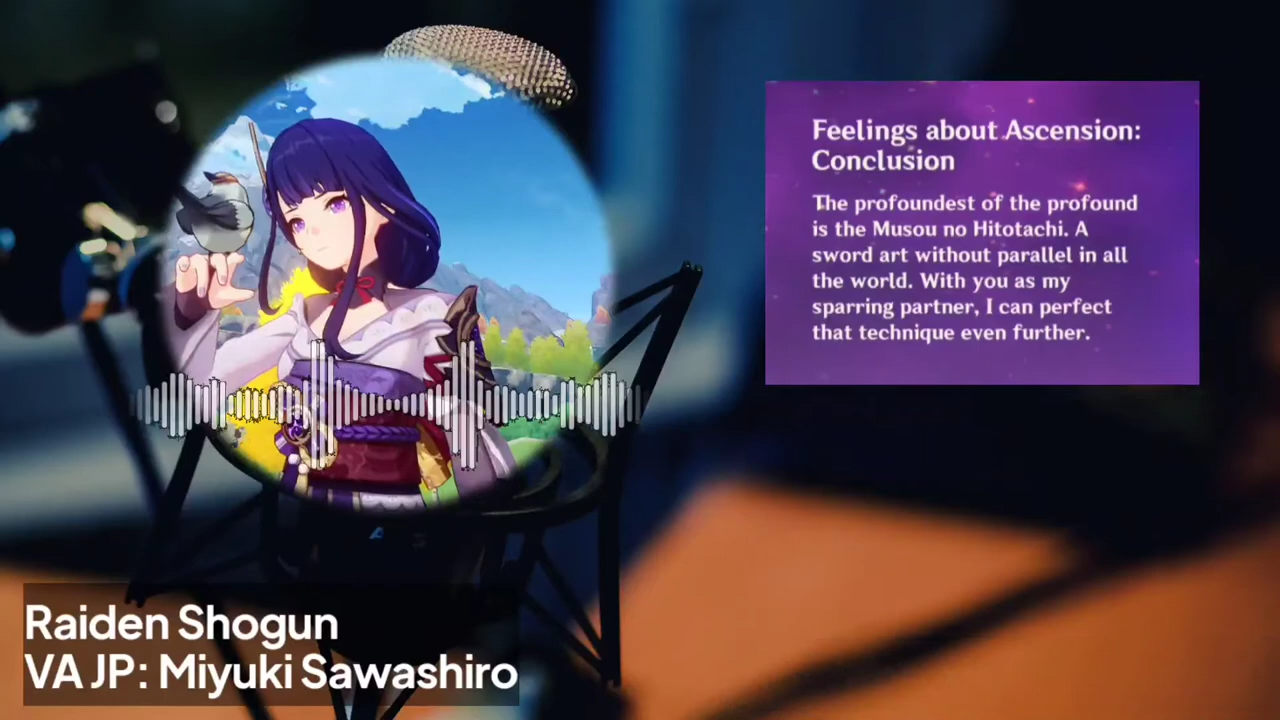 Feelings about Ascension:
Conclusion
The profoundest of the profound
is the Musou no Hitotachi. A
sword art without parallel in all
the world. With you as my
sparring partner, I can perfect
that technique even further.
Raiden Shogun
VA JP: Miyuki Sawashiro